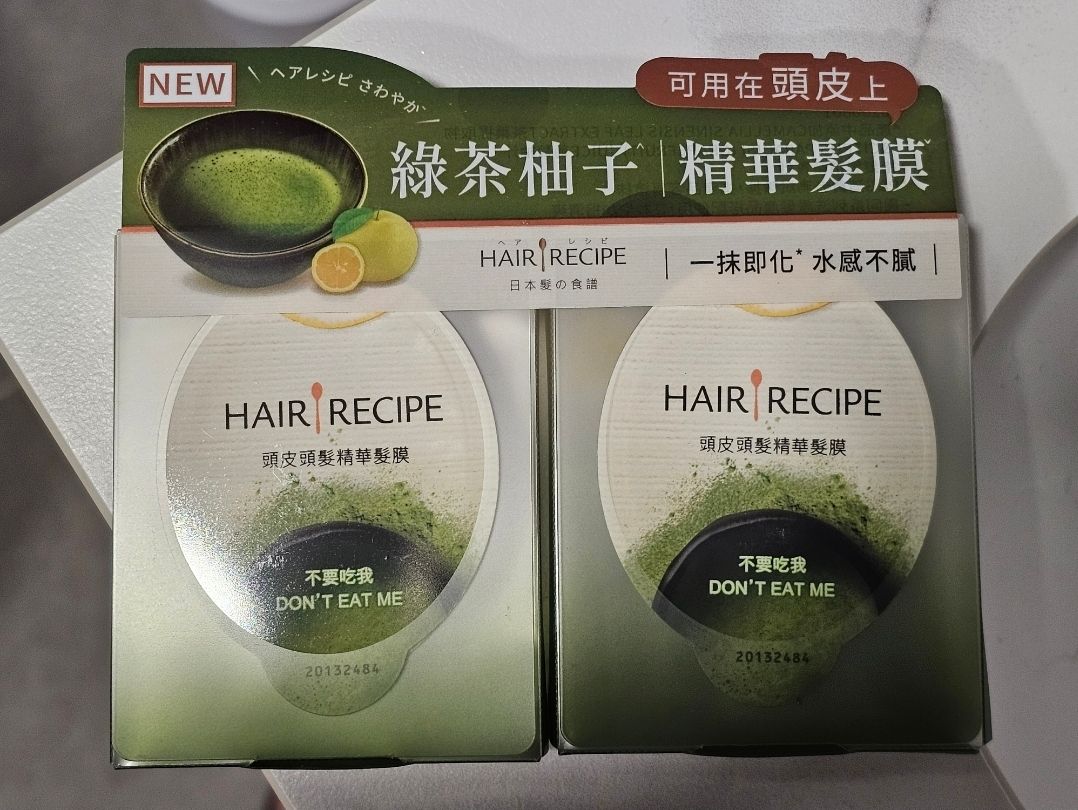 NEW
ヘアレシピ さわやか
可用在頭皮上
綠茶柚子^ 精華髮膜ˇ
ヘア レシピ
HAIR RECIPE
日本髮の食譜
一抹即化* 水感不膩
HAIR RECIPE
頭皮頭髮精華髮膜
不要吃我
DON'T EAT ME
20132484
HAIR RECIPE
頭皮頭髮精華髮膜
不要吃我
DON'T EAT ME
20132484